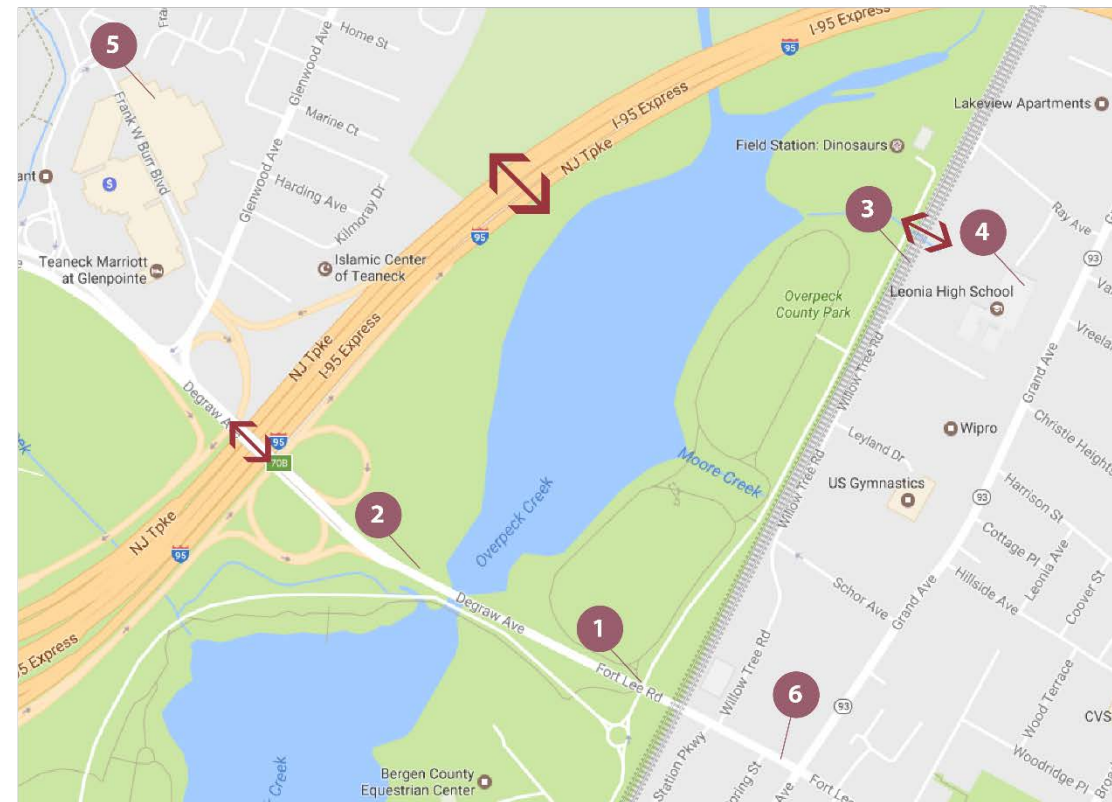 I-95 Express
95
I-95 Express
NJ Tpke
5
Home St
Glenwood Ave
Frank W Burr Blvd
Marine Ct
Glenwood Ave
Harding Ave
Kilmoray Dr
S
Teaneck Marriott
at Glenpointe
Islamic Center
of Teaneck
95
NJ Tpke
I-95 Express
Lakeview Apartments
Field Station: Dinosaurs
3
4
Ray Ave
93
Leonia High School
Overpeck
County Park
Willow Tree Rd
Grand Ave
Degraw Ave
95
70B
Wipro
Leyland Dr
Christie Heights
Moore Creek
US Gymnastics
Willow Tree Rd
93
Harrison St
2
NJ Tpke
95
Overpeck Creek
Cottage Pl
Leonia Ave
Hillside Ave
Coover St
Schor Ave
Grand Ave
Degraw Ave
1
95 Express
Fort Lee Rd
Willow Tree Rd
6
93
Wood Terrace
CVS
Woodridge Pl
Station Pkwy
Bergen County
Equestrian Center
Creek
Fort Lee
Ave